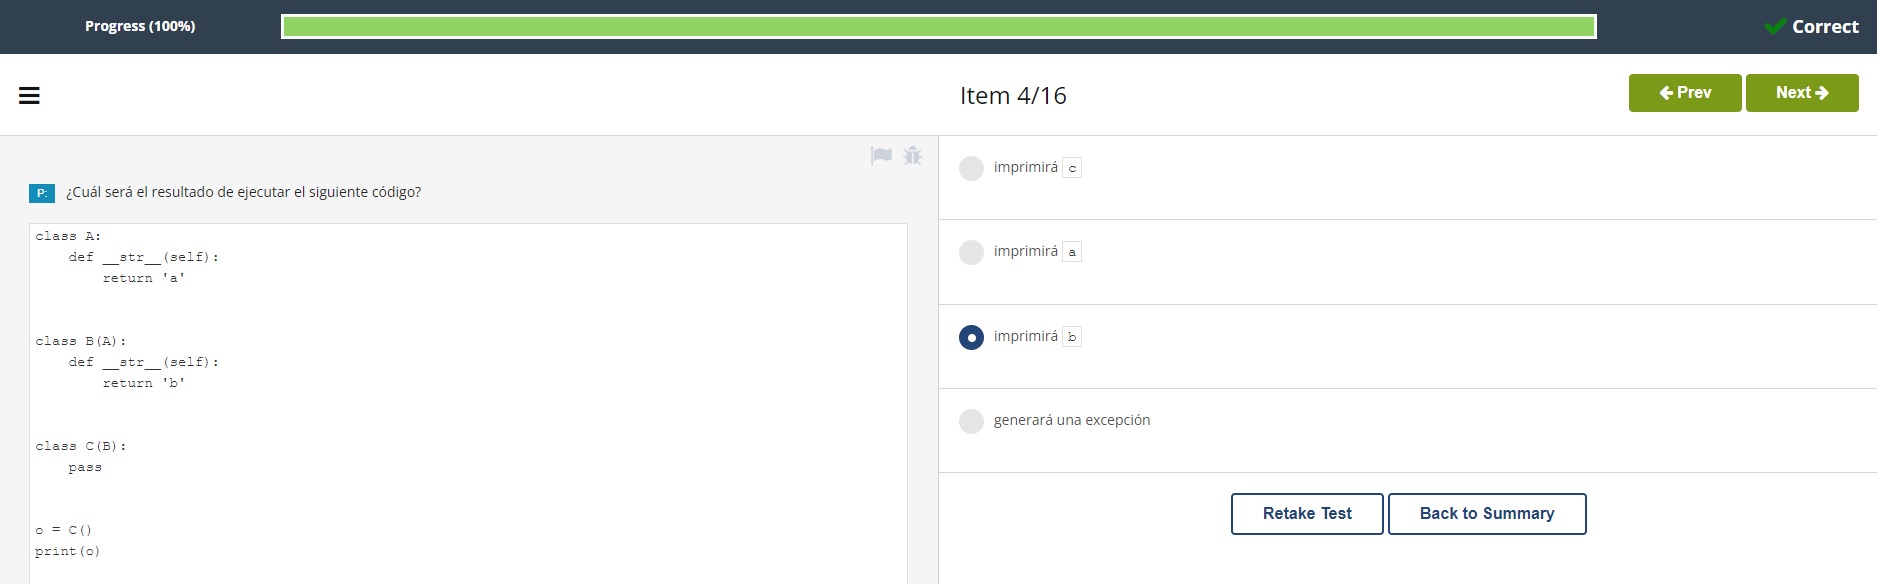 Progress (100%)
Correct
Item 4/16
Prev
Next
P: ¿Cuál será el resultado de ejecutar el siguiente código?
class A:
    def __str__(self):
        return 'a'
class B(A):
    def __str__(self):
        return 'b'
class C(B):
    pass
o = C()
print(o)
imprimirá c
imprimirá a
imprimirá b
generará una excepción
Retake Test
Back to Summary